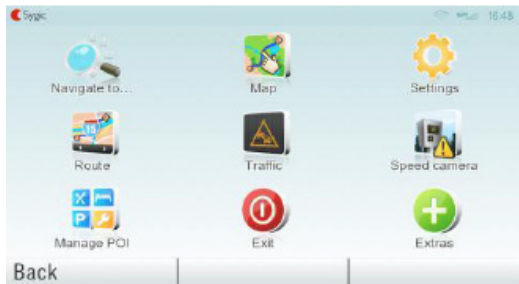 Sygic
16:48
Navigate to...
Map
Settings
Route
Traffic
Speed camera
Manage POI
Exit
Extras
Back